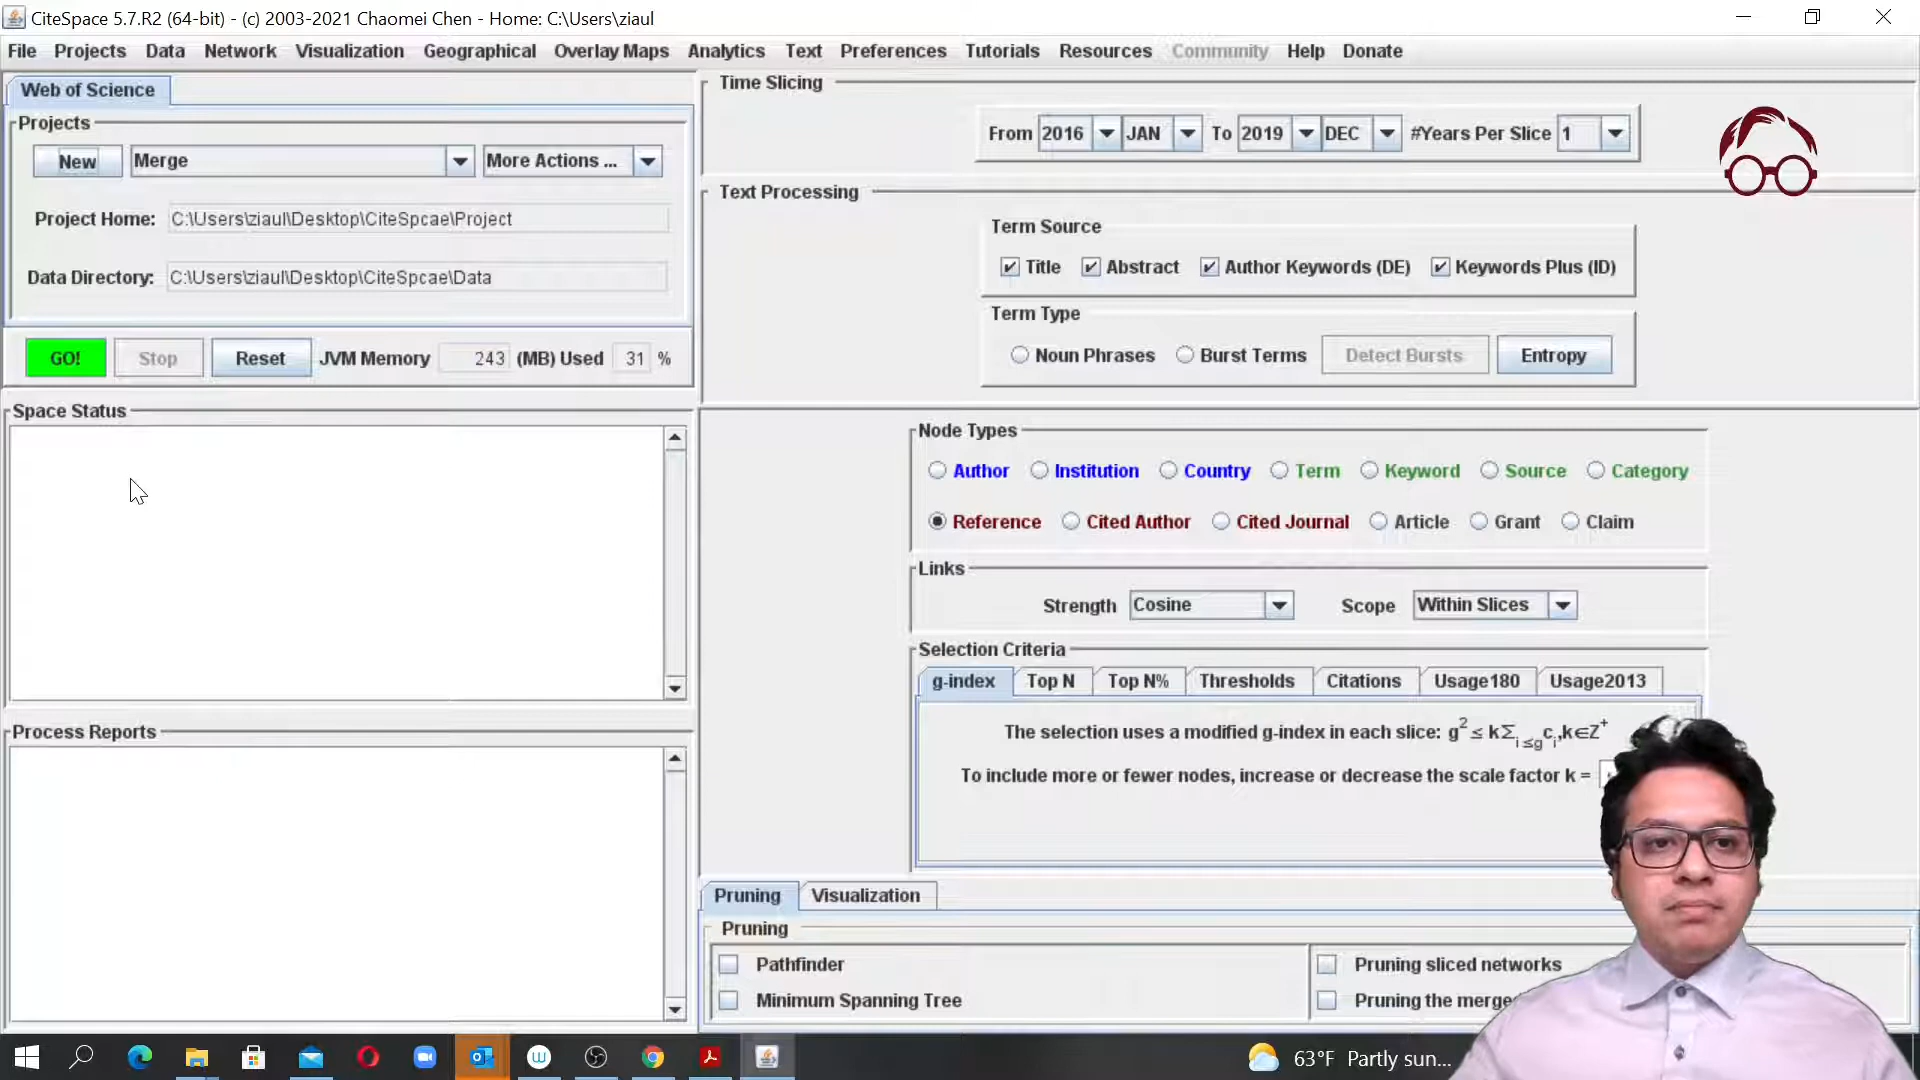 CiteSpace 5.7.R2 (64-bit) - (c) 2003-2021 Chaomei Chen - Home: C:\Users\ziaul
File Projects Data Network Visualization Geographical Overlay Maps Analytics Text Preferences Tutorials Resources Community Help Donate
Web of Science
Projects
New Merge More Actions ...
Project Home: C:\Users\ziaul\Desktop\CiteSpcae\Project
Data Directory: C:\Users\ziaul\Desktop\CiteSpcae\Data
GO! Stop Reset JVM Memory 243 (MB) Used 31 %
Space Status
Process Reports
Time Slicing
From 2016 JAN To 2019 DEC #Years Per Slice 1
Text Processing
Term Source
Title Abstract Author Keywords (DE) Keywords Plus (ID)
Term Type
Noun Phrases Burst Terms Detect Bursts Entropy
Node Types
Author Institution Country Term Keyword Source Category
Reference Cited Author Cited Journal Article Grant Claim
Links
Strength Cosine Scope Within Slices
Selection Criteria
g-index Top N Top N% Thresholds Citations Usage180 Usage2013
The selection uses a modified g-index in each slice: g² ≤ kΣi≤g ci,k∈Z⁺
To include more or fewer nodes, increase or decrease the scale factor k =
Pruning Visualization
Pruning
Pathfinder Pruning sliced networks
Minimum Spanning Tree Pruning the merge
63°F Partly sun...